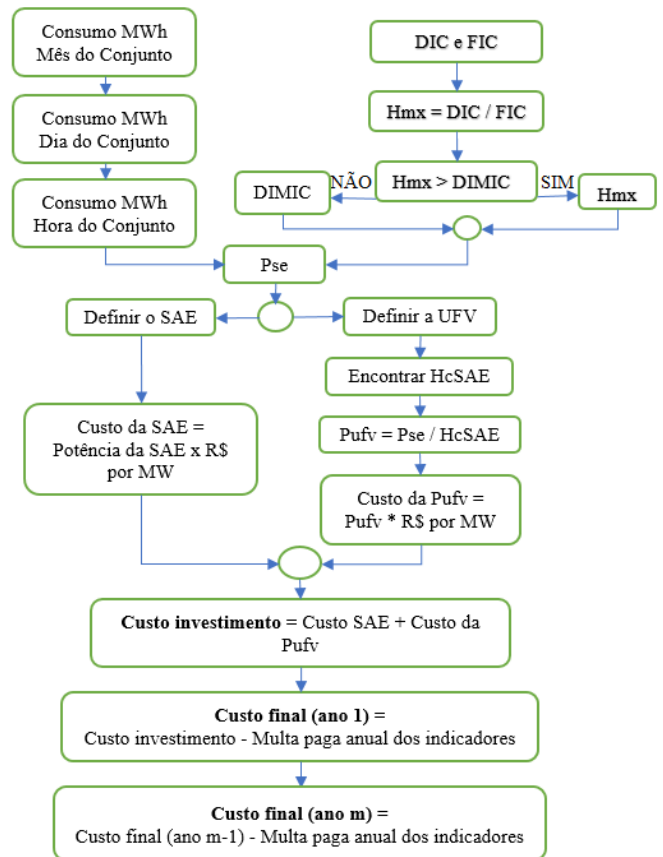 Consumo MWh
Mês do Conjunto
Consumo MWh
Dia do Conjunto
Consumo MWh
Hora do Conjunto
DIC e FIC
Hmx = DIC / FIC
Hmx > DIMIC
NÃO
SIM
DIMIC
Hmx
Pse
Definir o SAE
Definir a UFV
Encontrar HcSAE
Custo da SAE =
Potência da SAE x R$
por MW
Pufv = Pse / HcSAE
Custo da Pufv =
Pufv * R$ por MW
Custo investimento = Custo SAE + Custo da
Pufv
Custo final (ano 1) =
Custo investimento - Multa paga anual dos indicadores
Custo final (ano m) =
Custo final (ano m-1) - Multa paga anual dos indicadores